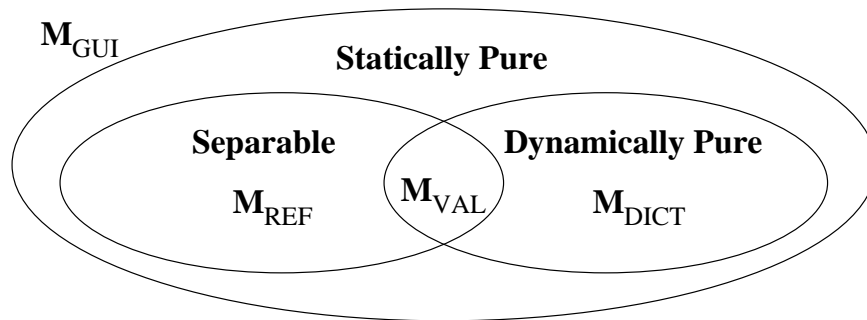 M_GUI
Statically Pure
Separable
Dynamically Pure
M_REF
M_VAL
M_DICT